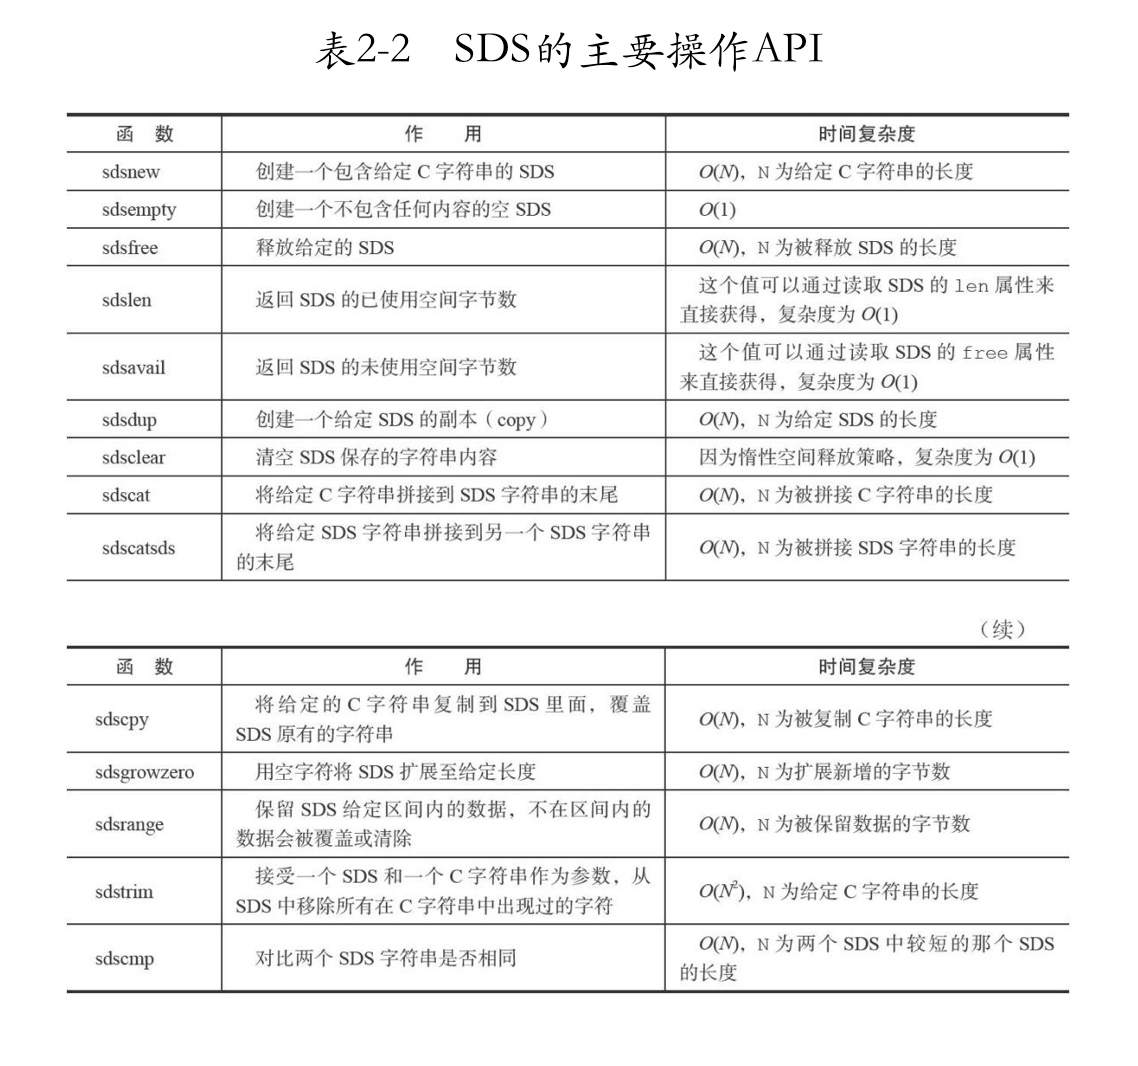 表2-2 SDS的主要操作API
函 数 作 用 时间复杂度
sdsnew 创建一个包含给定 C 字符串的 SDS O(N)，N 为给定 C 字符串的长度
sdsempty 创建一个不包含任何内容的空 SDS O(1)
sdsfree 释放给定的 SDS O(N)，N 为被释放 SDS 的长度
sdslen 返回 SDS 的已使用空间字节数 这个值可以通过读取 SDS 的 len 属性来
直接获得，复杂度为 O(1)
sdsavail 返回 SDS 的未使用空间字节数 这个值可以通过读取 SDS 的 free 属性
来直接获得，复杂度为 O(1)
sdsdup 创建一个给定 SDS 的副本（copy） O(N)，N 为给定 SDS 的长度
sdsclear 清空 SDS 保存的字符串内容 因为惰性空间释放策略，复杂度为 O(1)
sdscat 将给定 C 字符串拼接到 SDS 字符串的末尾 O(N)，N 为被拼接 C 字符串的长度
sdscatsds 将给定 SDS 字符串拼接到另一个 SDS 字符串
的末尾 O(N)，N 为被拼接 SDS 字符串的长度
（续）
函 数 作 用 时间复杂度
sdscpy 将给定的 C 字符串复制到 SDS 里面，覆盖
SDS 原有的字符串 O(N)，N 为被复制 C 字符串的长度
sdsgrowzero 用空字符将 SDS 扩展至给定长度 O(N)，N 为扩展新增的字节数
sdsrange 保留 SDS 给定区间内的数据，不在区间内的
数据会被覆盖或清除 O(N)，N 为被保留数据的字节数
sdstrim 接受一个 SDS 和一个 C 字符串作为参数，从
SDS 中移除所有在 C 字符串中出现过的字符 O(N²)，N 为给定 C 字符串的长度
sdscmp 对比两个 SDS 字符串是否相同 O(N)，N 为两个 SDS 中较短的那个 SDS
的长度